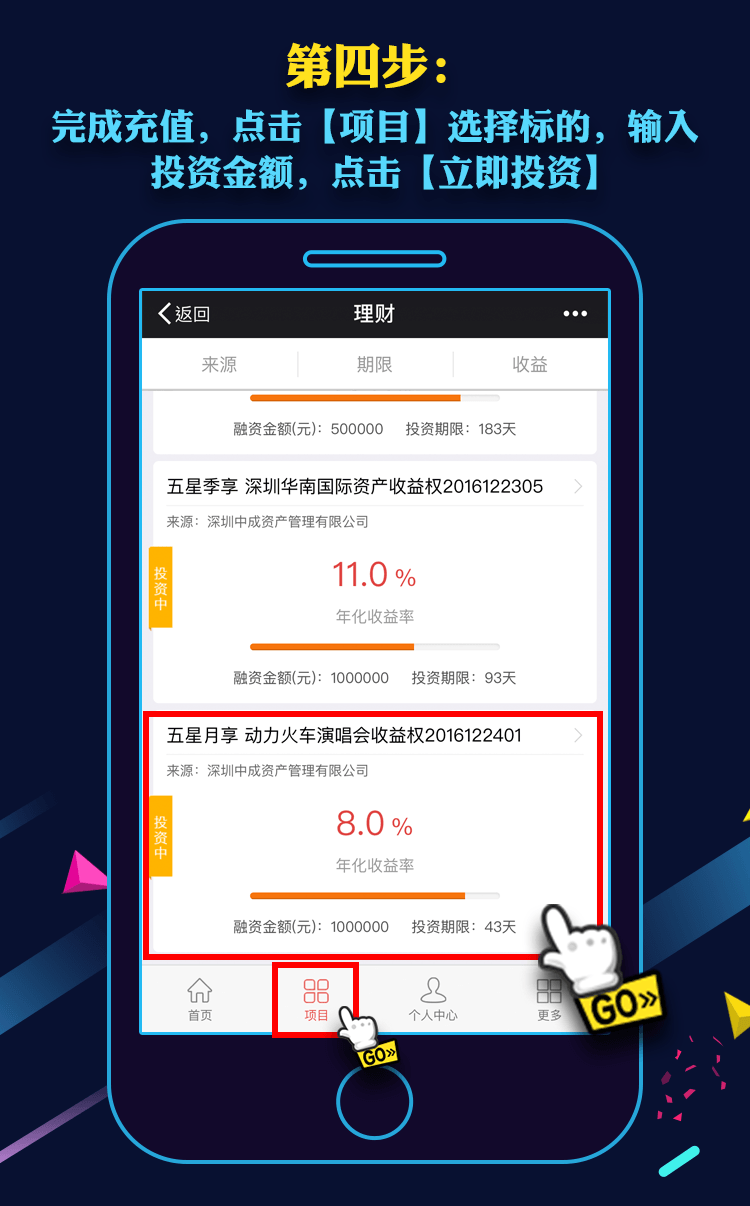 第四步：
完成充值，点击【项目】选择标的，输入
投资金额，点击【立即投资】
返回 理财 •••
来源 期限 收益
融资金额(元)：500000 投资期限：183天
五星季享 深圳华南国际资产收益权2016122305
来源：深圳中成资产管理有限公司
投资中
11.0 %
年化收益率
融资金额(元)：1000000 投资期限：93天
五星月享 动力火车演唱会收益权2016122401
来源：深圳中成资产管理有限公司
投资中
8.0 %
年化收益率
融资金额(元)：1000000 投资期限：43天
GO»
首页 项目 个人中心 更多
GO»